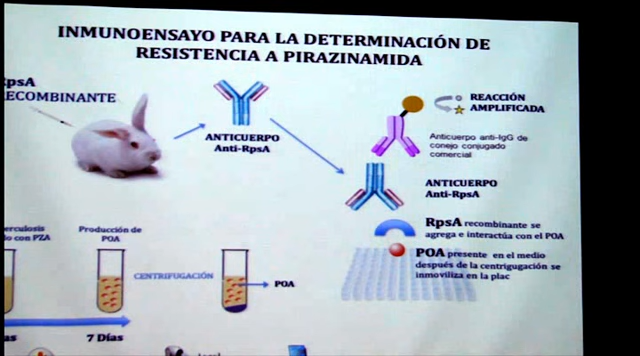 INMUNOENSAYO PARA LA DETERMINACIÓN DE
RESISTENCIA A PIRAZINAMIDA
RpsA
RECOMBINANTE
ANTICUERPO
Anti-RpsA
REACCIÓN
AMPLIFICADA
Anticuerpo anti-IgG de
conejo conjugado
comercial
ANTICUERPO
Anti-RpsA
RpsA recombinante se
agrega e interactúa con el POA
POA presente en el medio
después de la centrigugación se
inmoviliza en la plac
erculosis
o con PZA
Producción de
POA
CENTRIFUGACIÓN
POA
as
7 Días